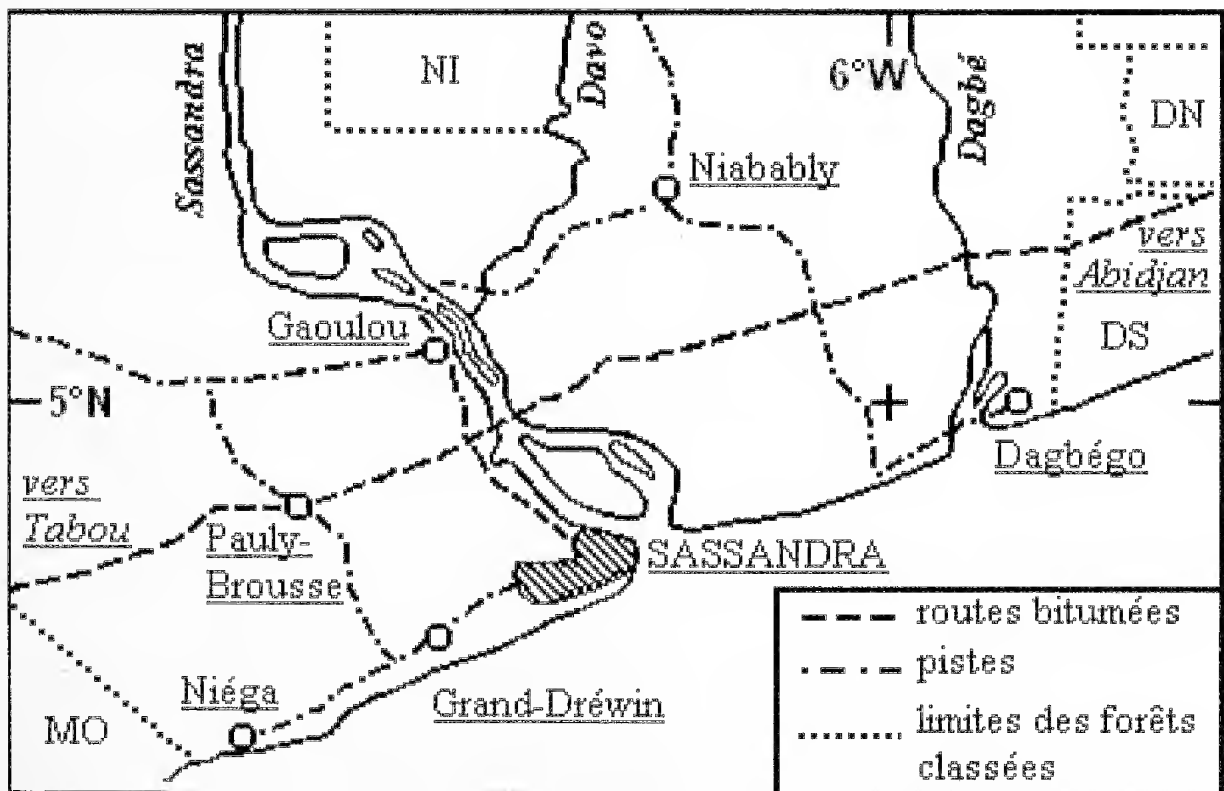 Sassandra
NI
Davo
6°W
Dagbé
DN
Niabably
vers
Abidjan
Gaoulou
DS
5°N
Dagbégo
vers
Tabou
Pauly-
Brousse
SASSANDRA
routes bitumées
pistes
limites des forêts
classées
Niéga
Grand-Dréwin
MO